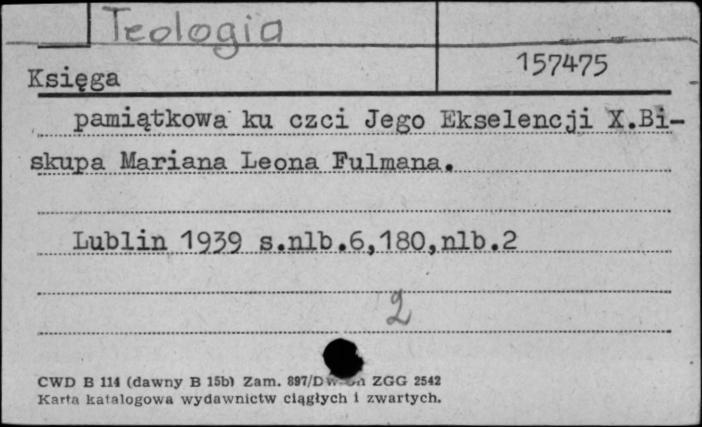 Teologia
157475
Księga
pamiątkowa ku czci Jego Ekselencji X.Bi-
skupa Mariana Leona Fulmana.
Lublin 1939 s.nlb.6,180,nlb.2
2
CWD B 114 (dawny B 15b) Zam. 897/ ZGG 2542
Karta katalogowa wydawnictw ciągłych i zwartych.